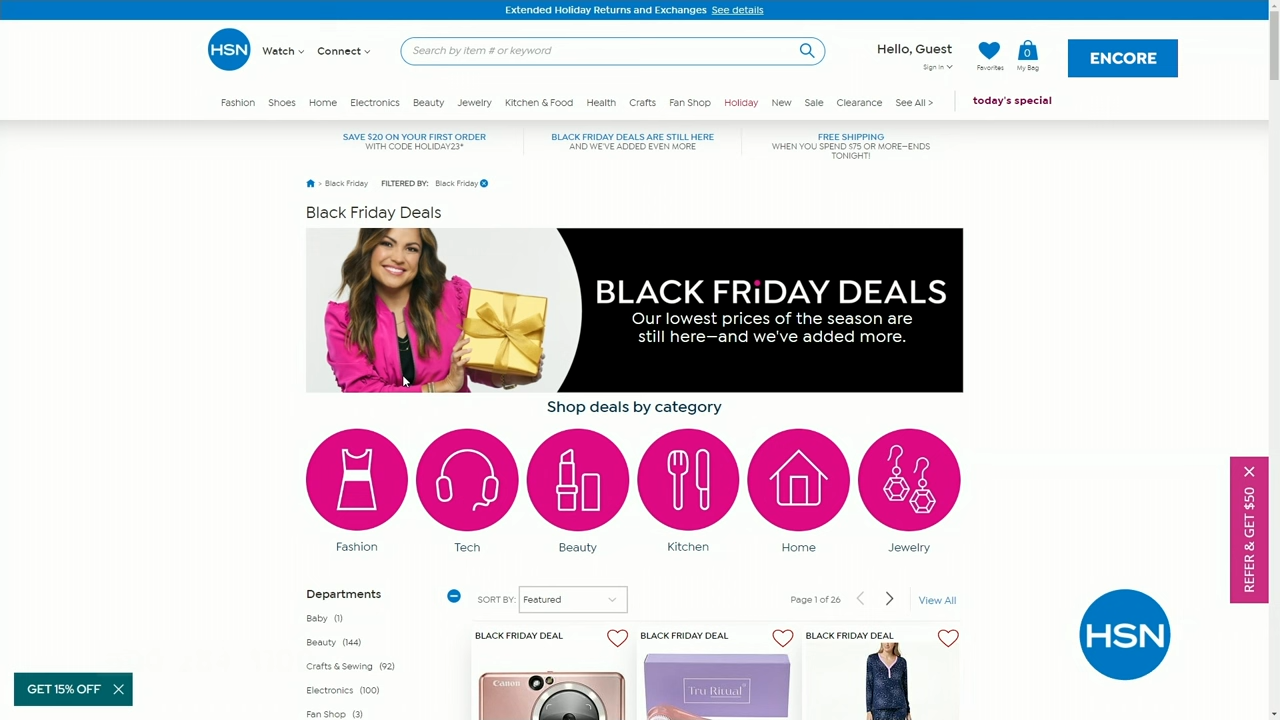 Extended Holiday Returns and Exchanges See details
HSN
Watch
Connect
Search by item # or keyword
Hello, Guest
Sign In
Favorites
0
My Bag
ENCORE
Fashion Shoes Home Electronics Beauty Jewelry Kitchen & Food Health Crafts Fan Shop Holiday New Sale Clearance See All >
today's special
SAVE $20 ON YOUR FIRST ORDER
WITH CODE HOLIDAY23*
BLACK FRIDAY DEALS ARE STILL HERE
AND WE'VE ADDED EVEN MORE
FREE SHIPPING
WHEN YOU SPEND $75 OR MORE—ENDS
TONIGHT!
> Black Friday FILTERED BY: Black Friday
Black Friday Deals
BLACK FRiDAY DEALS
Our lowest prices of the season are
still here—and we've added more.
Shop deals by category
Fashion
Tech
Beauty
Kitchen
Home
Jewelry
Departments
Baby (1)
Beauty (144)
Crafts & Sewing (92)
Electronics (100)
Fan Shop (3)
SORT BY: Featured
Page 1 of 26
View All
BLACK FRIDAY DEAL
Canon
BLACK FRIDAY DEAL
Tru Ritual
BLACK FRIDAY DEAL
REFER & GET $50
HSN
GET 15% OFF